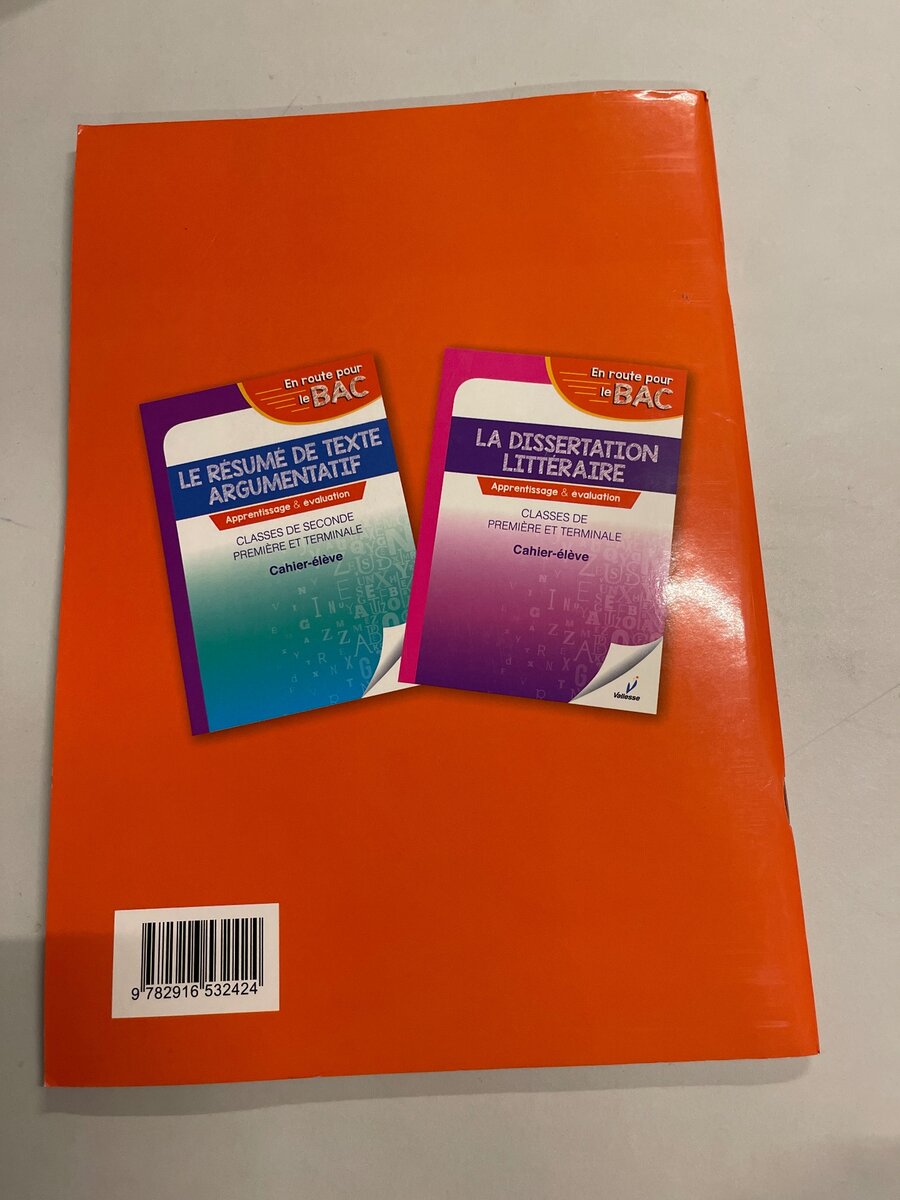 En route pour
le BAC
LE RÉSUMÉ DE TEXTE
ARGUMENTATIF
Apprentissage & évaluation
CLASSES DE SECONDE
PREMIÈRE ET TERMINALE
Cahier-élève
En route pour
le BAC
LA DISSERTATION
LITTÉRAIRE
Apprentissage & évaluation
CLASSES DE
PREMIÈRE ET TERMINALE
Cahier-élève
Vallesse
9 782916 532424